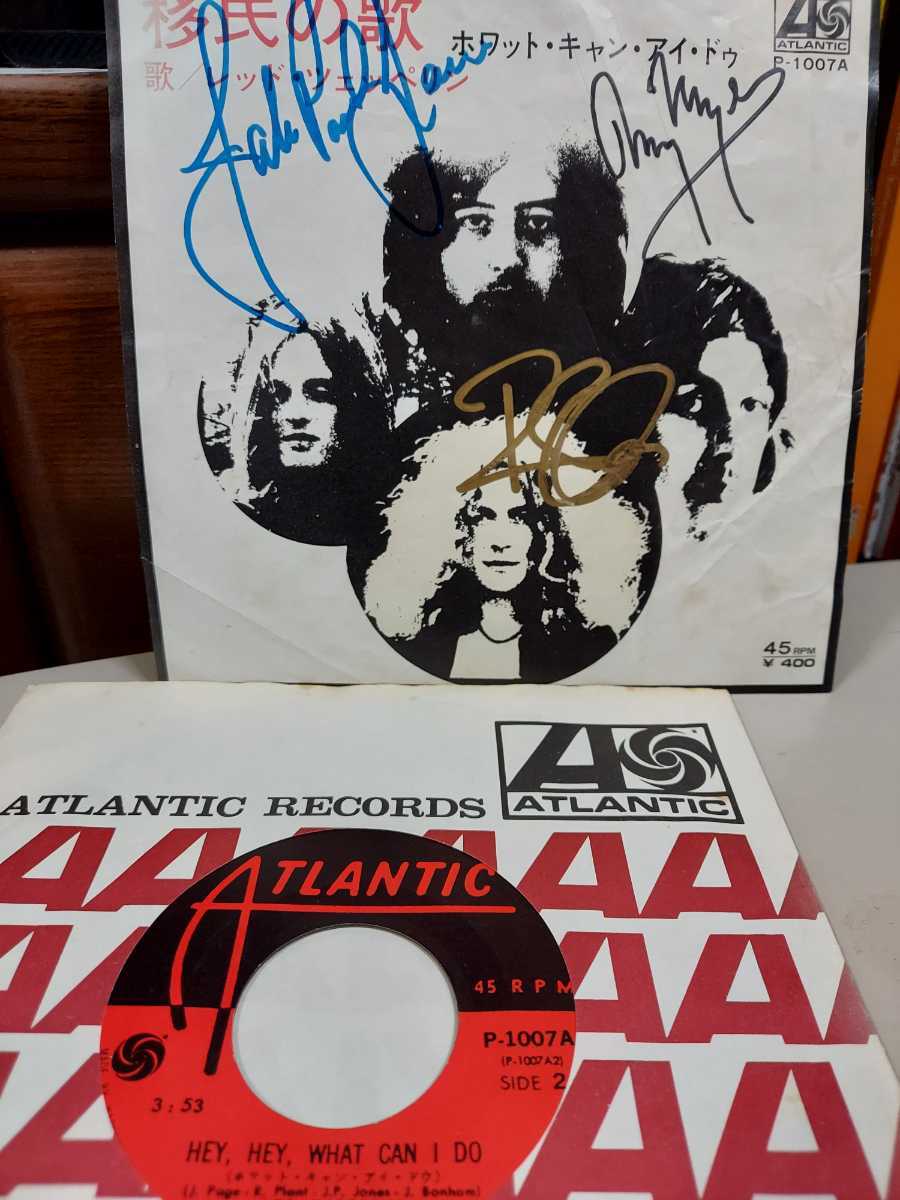 移民の歌
ホワット・キャン・アイ・ドゥ
歌/レッド・ツェッペリン
ATLANTIC
P-1007A
John Paul Jones
45 RPM
¥ 400
ATLANTIC RECORDS
ATLANTIC
ATLANTIC
45 RPM
P-1007A
(P-1007A2)
SIDE 2
3:53
HEY, HEY, WHAT CAN I DO
(ホワット・キャン・アイ・ドゥ)
(J. Page · R. Plant · J.P. Jones · J. Bonham)